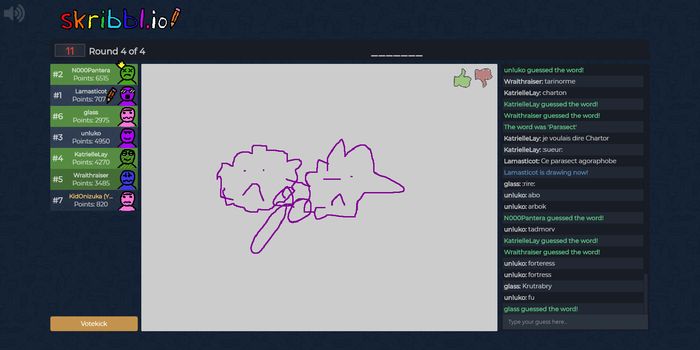 skribbl.io
11
Round 4 of 4
_______
#2 N000Pantera
Points: 6515
#1 Lamasticot
Points: 707
#6 glass
Points: 2975
#3 unluko
Points: 4950
#4 KatrielleLay
Points: 4270
#5 Wraithraiser
Points: 3485
#7 KidOnizuka (Y...
Points: 820
Votekick
unluko guessed the word!
Wraithraiser: tarinorme
KatrielleLay: charton
KatrielleLay guessed the word!
Wraithraiser guessed the word!
The word was 'Parasect'
KatrielleLay: je voulais dire Chartor
KatrielleLay: :sueur:
Lamasticot: Ce parasect agoraphobe
Lamasticot is drawing now!
glass: :rire:
unluko: abo
unluko: arbok
N000Pantera guessed the word!
unluko: tadmorv
KatrielleLay guessed the word!
Wraithraiser guessed the word!
unluko: forteress
unluko: fortress
glass: Krutrabry
unluko: fu
glass guessed the word!
Type your guess here...